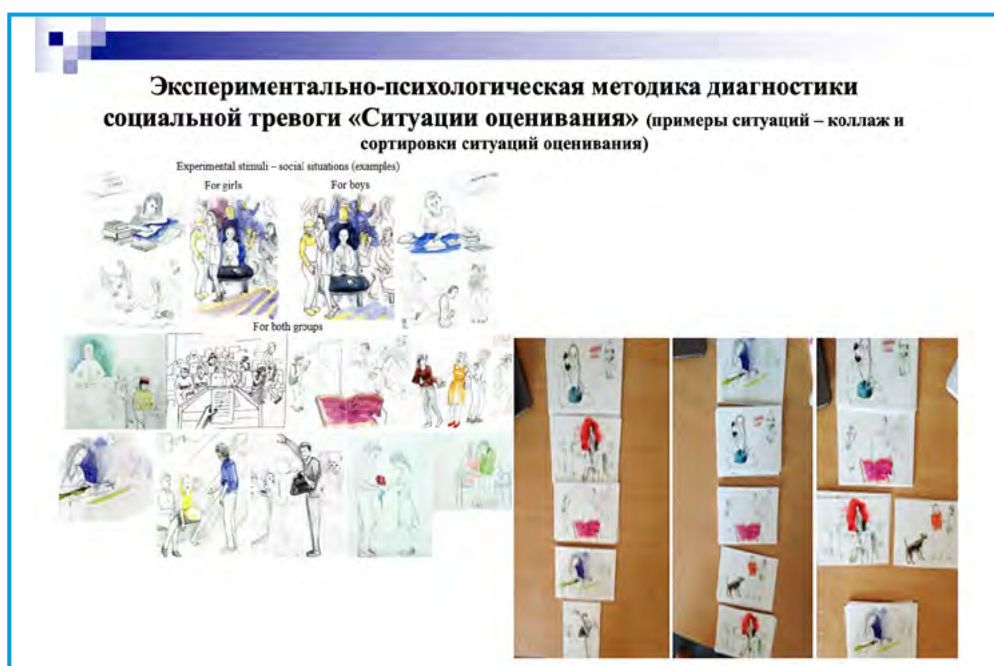 Экспериментально-психологическая методика диагностики
социальной тревоги «Ситуации оценивания» (примеры ситуаций – коллаж и
сортировки ситуаций оценивания)
Experimental stimuli – social situations (examples)
For girls
For boys
For both groups